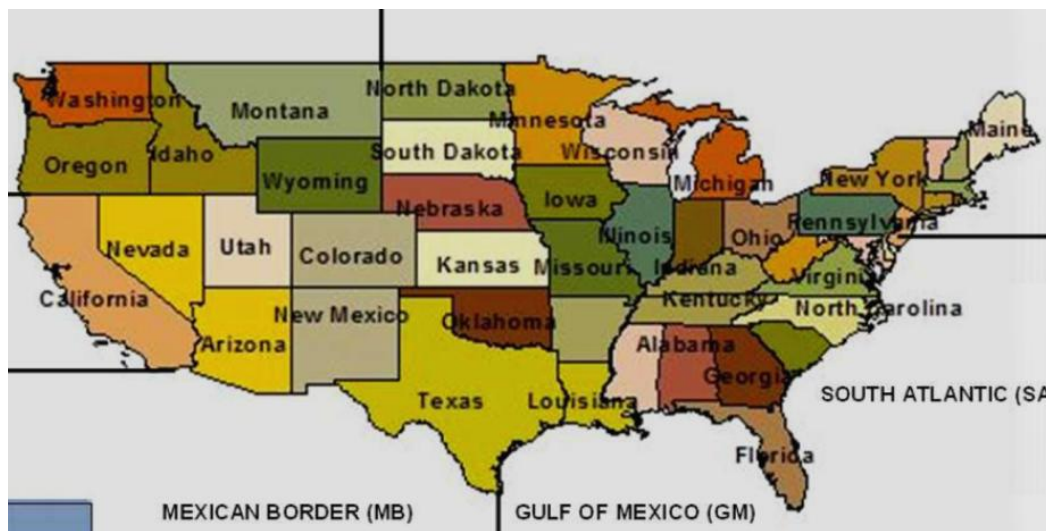 Washington
Montana
North Dakota
Minnesota
Maine
Oregon
Idaho
South Dakota
Wisconsin
Michigan
New York
Wyoming
Nebraska
Iowa
Nevada
Utah
Colorado
Kansas
Missouri
Illinois
Indiana
Ohio
Pennsylvania
Virginia
California
Arizona
New Mexico
Oklahoma
Kentucky
North Carolina
Texas
Louisiana
Alabama
Georgia
Florida
SOUTH ATLANTIC (SA
MEXICAN BORDER (MB)
GULF OF MEXICO (GM)